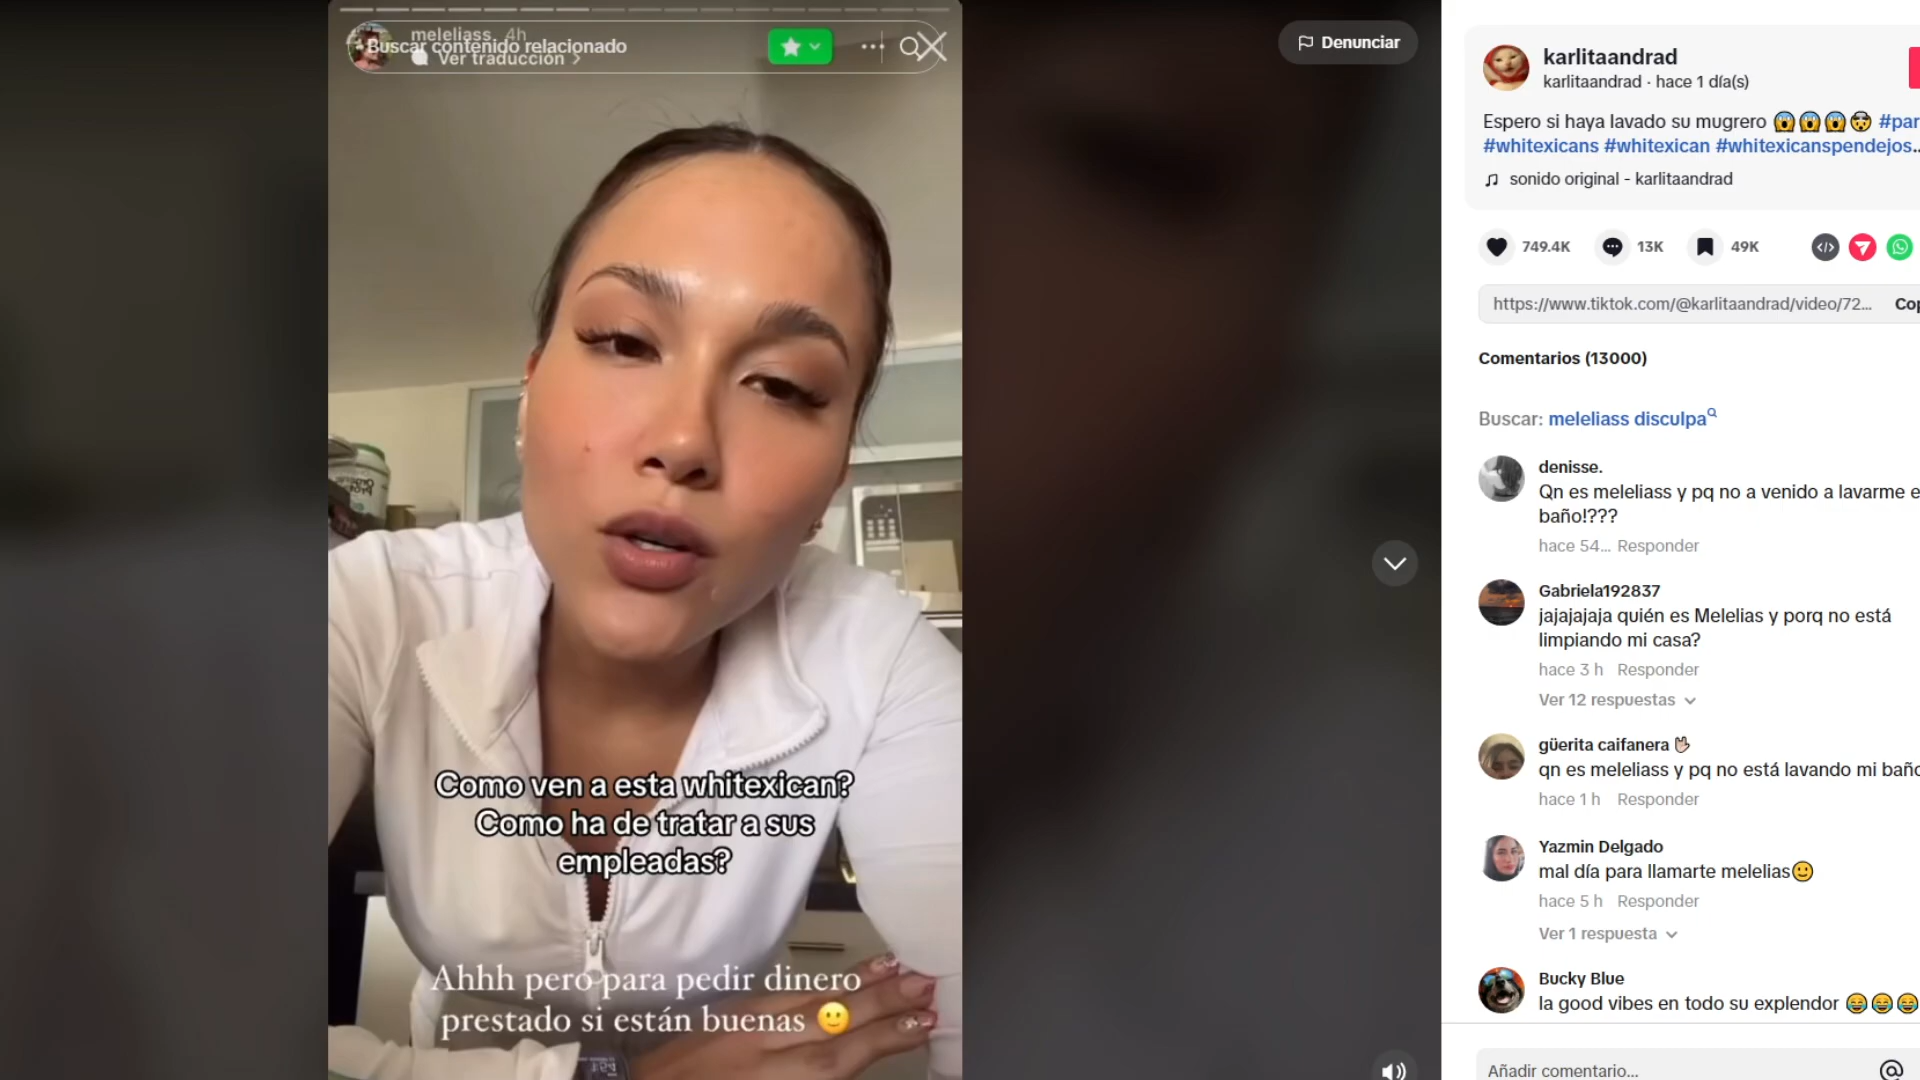 meleliass 4h
Buscar contenido relacionado
Ver traducción >
Como ven a esta whitexican?
Como ha de tratar a sus
empleadas?
Ahhh pero para pedir dinero
prestado si están buenas 🙂
Denunciar
karlitaandrad
karlitaandrad · hace 1 día(s)
Espero si haya lavado su mugrero 😱😱😱🤯 #par
#whitexicans #whitexican #whitexicanspendejos...
sonido original - karlitaandrad
749.4K 13K 49K
https://www.tiktok.com/@karlitaandrad/video/72... Cop
Comentarios (13000)
Buscar: meleliass disculpa
denisse.
Qn es meleliass y pq no a venido a lavarme e
baño!???
hace 54... Responder
Gabriela192837
jajajajaja quién es Melelias y porq no está
limpiando mi casa?
hace 3 h Responder
Ver 12 respuestas
güerita caifanera
qn es meleliass y pq no está lavando mi baño
hace 1 h Responder
Yazmin Delgado
mal día para llamarte melelias🙂
hace 5 h Responder
Ver 1 respuesta
Bucky Blue
la good vibes en todo su explendor 😂😂😂
Añadir comentario... @